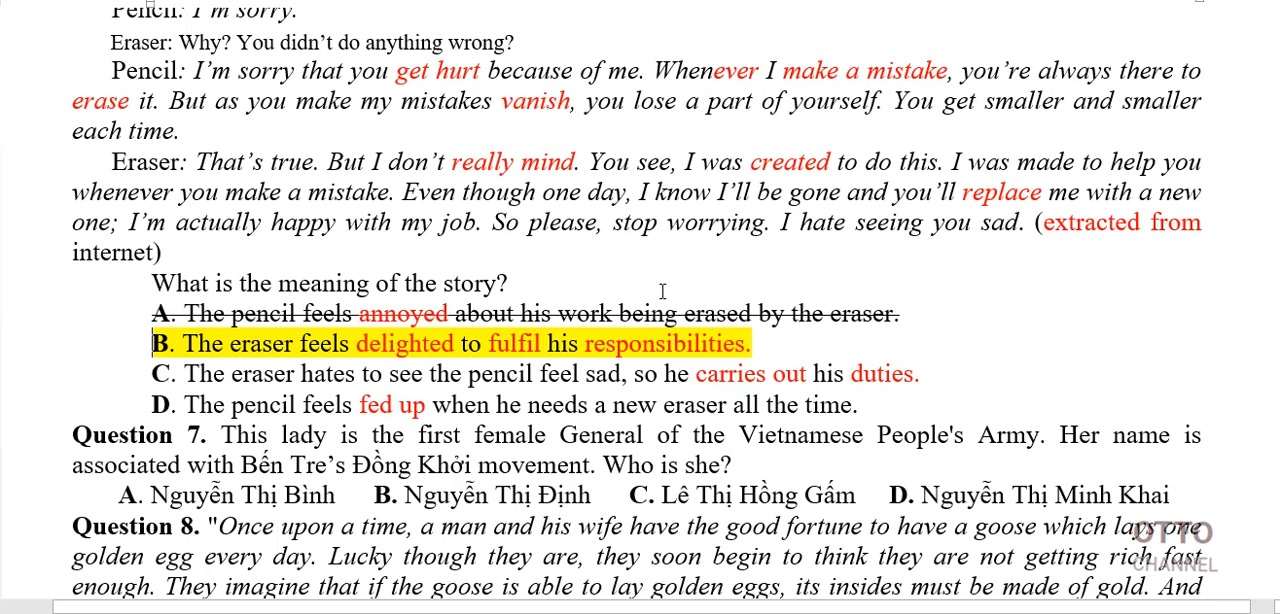 Pencil: I'm sorry.
Eraser: Why? You didn't do anything wrong?
Pencil: I'm sorry that you get hurt because of me. Whenever I make a mistake, you're always there to
erase it. But as you make my mistakes vanish, you lose a part of yourself. You get smaller and smaller
each time.
Eraser: That's true. But I don't really mind. You see, I was created to do this. I was made to help you
whenever you make a mistake. Even though one day, I know I'll be gone and you'll replace me with a new
one; I'm actually happy with my job. So please, stop worrying. I hate seeing you sad. (extracted from
internet)
What is the meaning of the story?
A. The pencil feels annoyed about his work being erased by the eraser.
B. The eraser feels delighted to fulfil his responsibilities.
C. The eraser hates to see the pencil feel sad, so he carries out his duties.
D. The pencil feels fed up when he needs a new eraser all the time.
Question 7. This lady is the first female General of the Vietnamese People's Army. Her name is
associated with Bến Tre's Đồng Khởi movement. Who is she?
A. Nguyễn Thị Bình B. Nguyễn Thị Định C. Lê Thị Hồng Gấm D. Nguyễn Thị Minh Khai
Question 8. "Once upon a time, a man and his wife have the good fortune to have a goose which lays one
golden egg every day. Lucky though they are, they soon begin to think they are not getting rich fast
enough. They imagine that if the goose is able to lay golden eggs, its insides must be made of gold. And
OTTO
CHANNEL